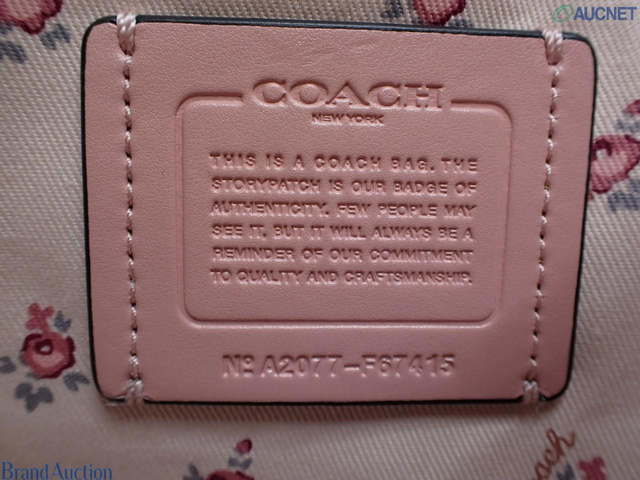 AUCNET
COACH
NEW YORK
THIS IS A COACH BAG. THE
STORYPATCH IS OUR BADGE OF
AUTHENTICITY. FEW PEOPLE MAY
SEE IT, BUT IT WILL ALWAYS BE A
REMINDER OF OUR COMMITMENT
TO QUALITY AND CRAFTSMANSHIP.
Nº A2077-F67415
Brand Auction